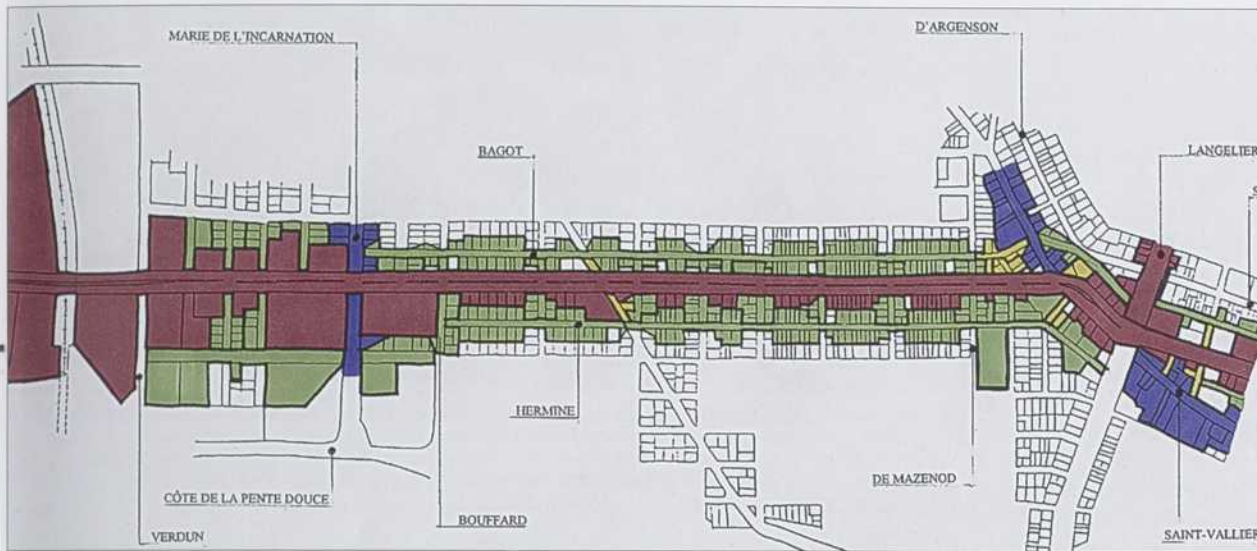 MARIE DE L'INCARNATION
D'ARGENSON
BAGOT
LANGELIER
HERMINE
DE MAZENOD
CÔTE DE LA PENTE DOUCE
BOUFFARD
VERDUN
SAINT-VALLIER